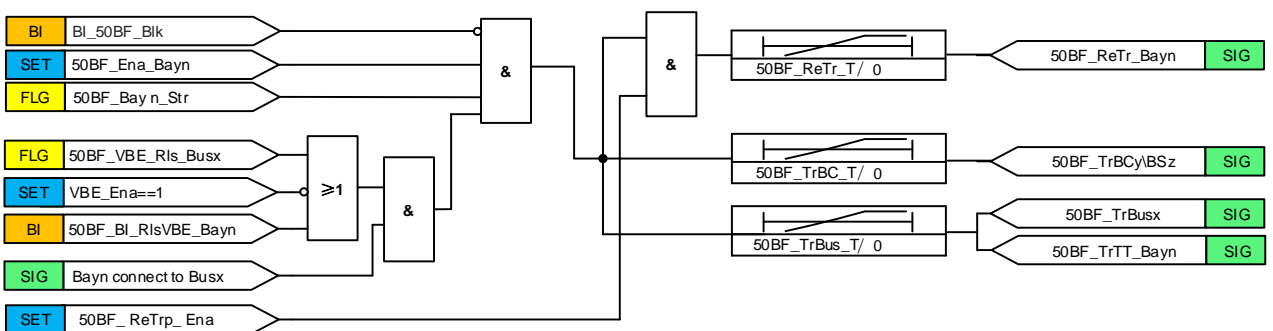 BI BI_50BF_Blk
SET 50BF_Ena_Bayn
FLG 50BF_Bay n_Str
FLG 50BF_VBE_Rls_Busx
SET VBE_Ena==1
BI 50BF_BI_RlsVBE_Bayn
SIG Bayn connect to Busx
SET 50BF_ ReTrp_ Ena
≥1
&
&
&
50BF_ReTr_T/ 0
50BF_TrBC_T/ 0
50BF_TrBus_T/ 0
50BF_ReTr_Bayn SIG
50BF_TrBCy\BSz SIG
50BF_TrBusx SIG
50BF_TrTT_Bayn SIG